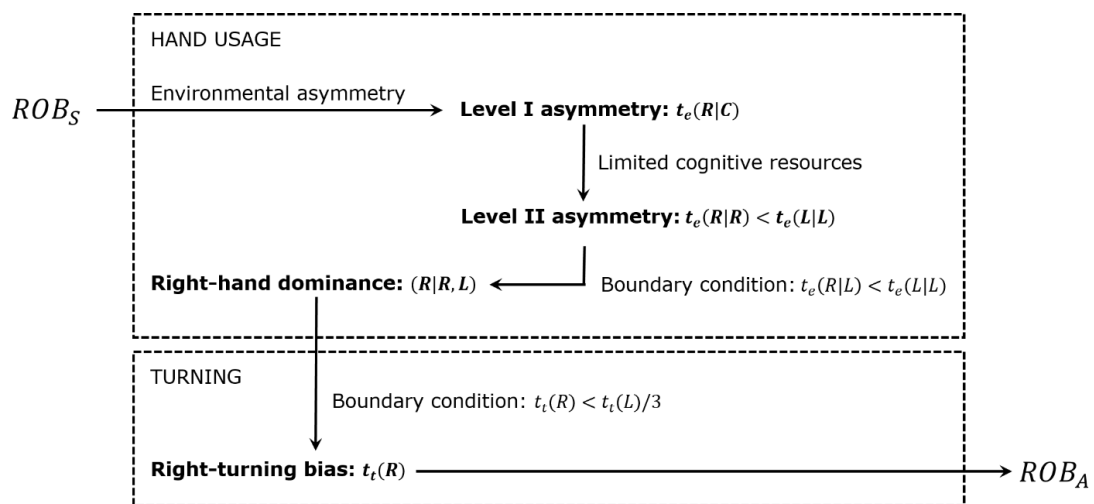 HAND USAGE
Environmental asymmetry
ROB_S
Level I asymmetry: t_e(R|C)
Limited cognitive resources
Level II asymmetry: t_e(R|R) < t_e(L|L)
Right-hand dominance: (R|R, L)
Boundary condition: t_e(R|L) < t_e(L|L)
TURNING
Boundary condition: t_t(R) < t_t(L)/3
Right-turning bias: t_t(R)
ROB_A